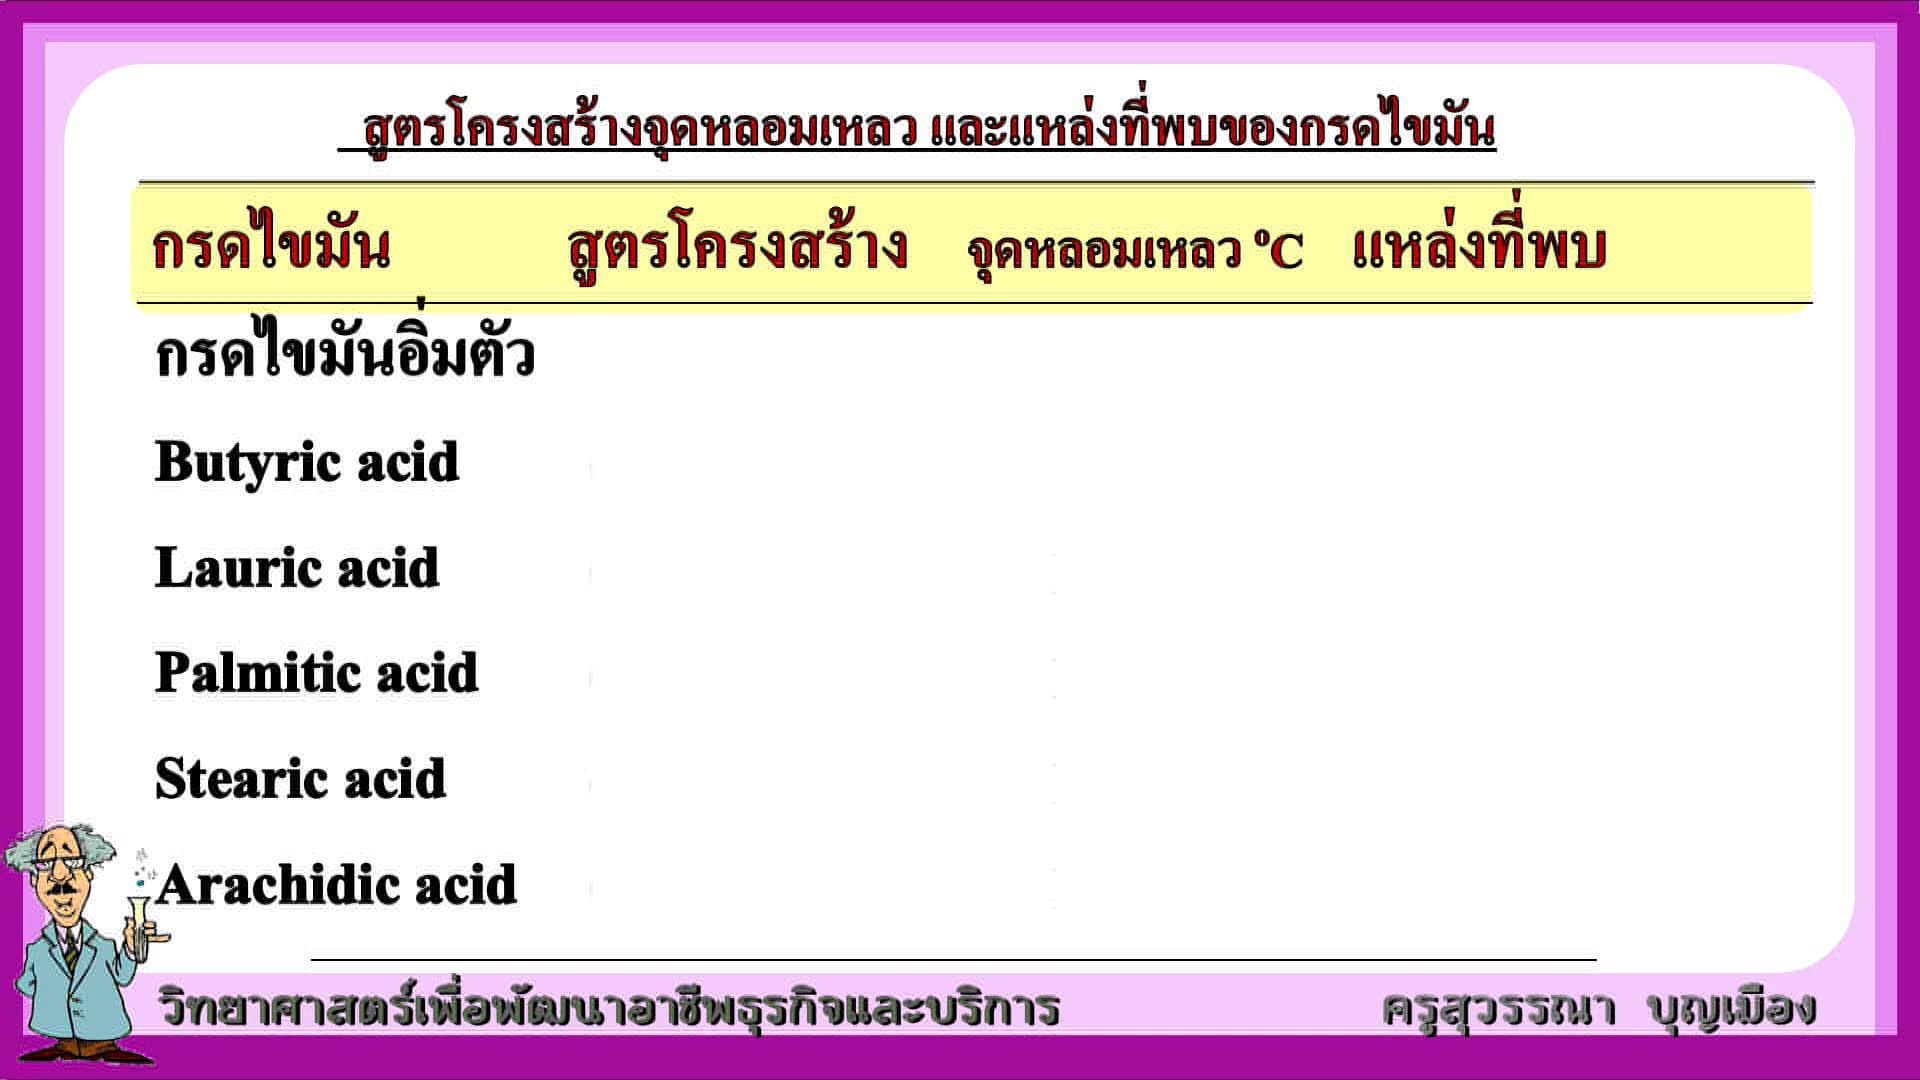 สูตรโครงสร้างจุดหลอมเหลว และแหล่งที่พบของกรดไขมัน
กรดไขมัน สูตรโครงสร้าง จุดหลอมเหลว °C แหล่งที่พบ
กรดไขมันอิ่มตัว
Butyric acid
Lauric acid
Palmitic acid
Stearic acid
Arachidic acid
วิทยาศาสตร์เพื่อพัฒนาอาชีพธุรกิจและบริการ ครูสุวรรณา บุญเมือง